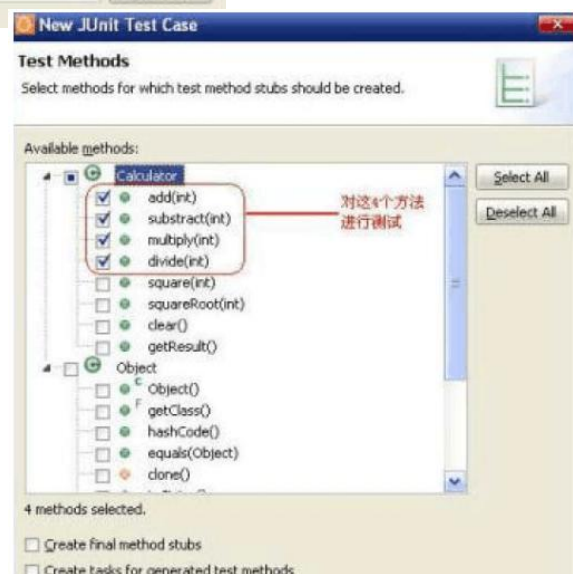 New JUnit Test Case
Test Methods
Select methods for which test method stubs should be created.
Available methods:
Calculator
add(int)
substract(int)
multiply(int)
divide(int)
square(int)
squareRoot(int)
clear()
getResult()
Object
Object()
getClass()
hashCode()
equals(Object)
clone()
对这4个方法
进行测试
Select All
Deselect All
4 methods selected.
Create final method stubs
Create tasks for generated test methods